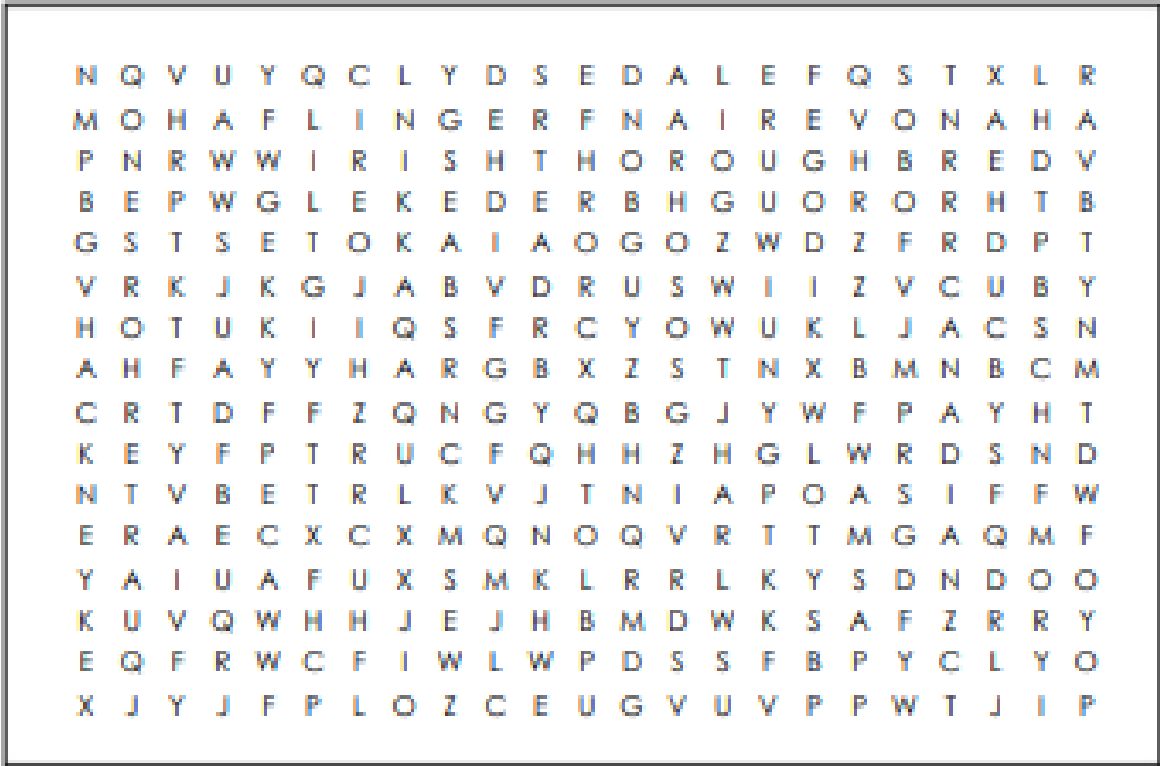 N Q V U Y Q C L Y D S E D A L E F Q S T X L R
M O H A F L I N G E R F N A I R E V O N A H A
P N R W W I R I S H T H O R O U G H B R E D V
B E P W G L E K E D E R B H G U O R O R H T B
G S T S E T O K A I A O G O Z W D Z F R D P T
V R K J K G J A B V D R U S W I I Z V C U B Y
H O T U K I I Q S F R C Y O W U K L J A C S N
A H F A Y Y H A R G B X Z S T N X B M N B C M
C R T D F F Z Q N G Y Q B G J Y W F P A Y H T
K E Y F P T R U C F Q H H Z H G L W R D S N D
N T V B E T R L K V J T N I A P O A S I F F W
E R A E C X C X M Q N O Q V R T T M G A Q M F
Y A I U A F U X S M K L R R L K Y S D N D O O
K U V Q W H H J E J H B M D W K S A F Z R R Y
E Q F R W C F I W L W P D S S F B P Y C L Y O
X J Y J F P L O Z C E U G V U V P P W T J I P